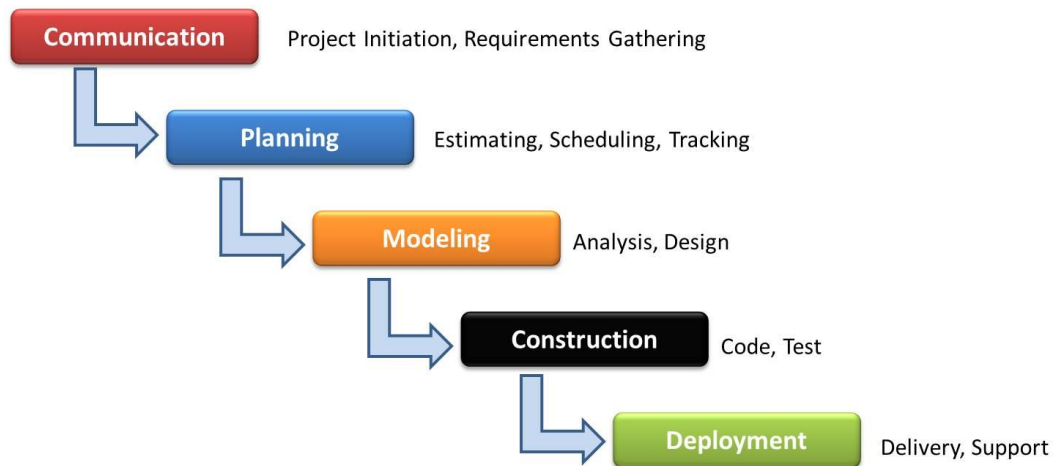 Communication
Project Initiation, Requirements Gathering
Planning
Estimating, Scheduling, Tracking
Modeling
Analysis, Design
Construction
Code, Test
Deployment
Delivery, Support